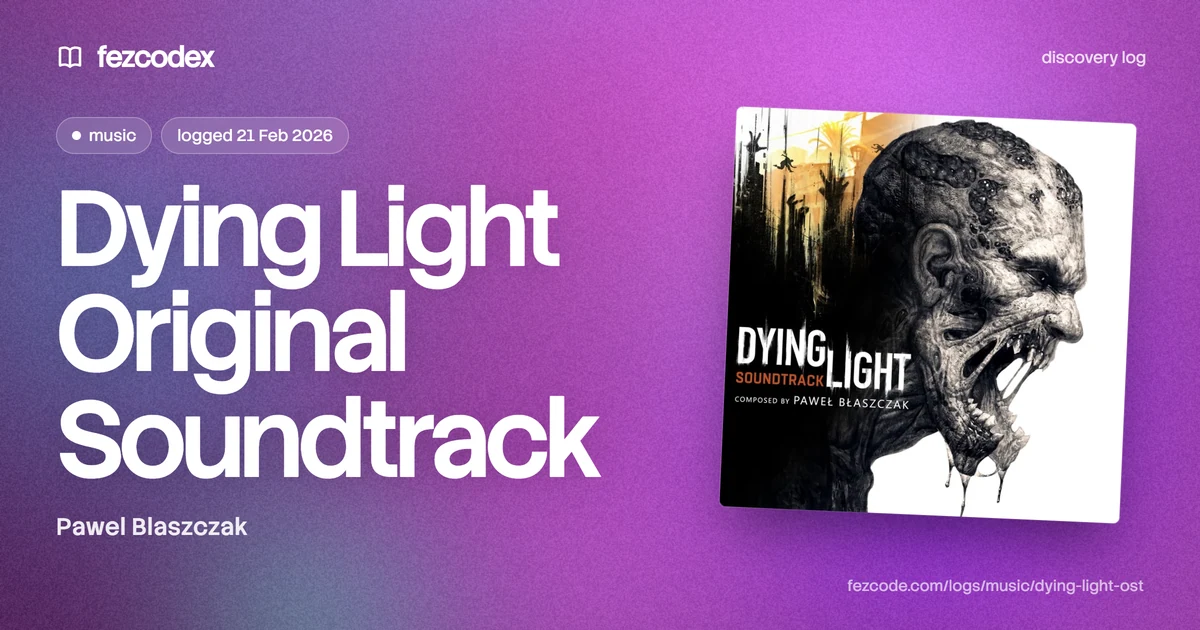 fezcodex
discovery log
music
logged 21 Feb 2026
Dying Light
Original
Soundtrack
Pawel Blaszczak
DYING
LIGHT
SOUNDTRACK
COMPOSED BY PAWEŁ BŁASZCZAK
fezcode.com/logs/music/dying-light-ost